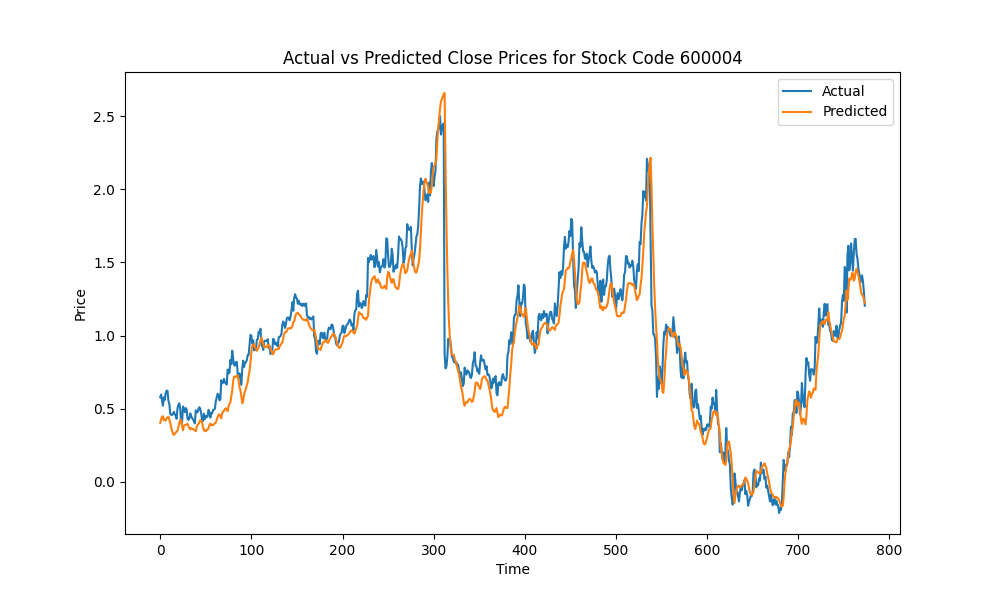 Actual vs Predicted Close Prices for Stock Code 600004
Actual
Predicted
2.5
2.0
1.5
1.0
0.5
0.0
Price
0 100 200 300 400 500 600 700 800
Time